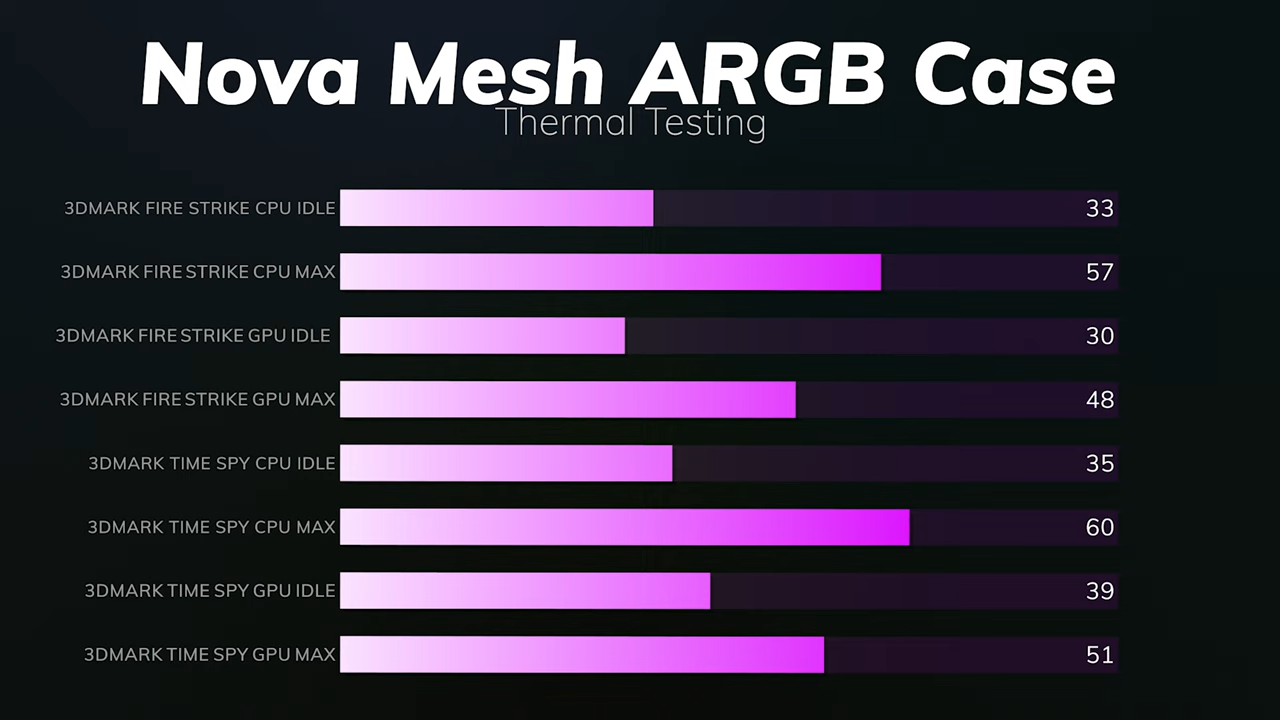 Nova Mesh ARGB Case
Thermal Testing
3DMARK FIRE STRIKE CPU IDLE 33
3DMARK FIRE STRIKE CPU MAX 57
3DMARK FIRE STRIKE GPU IDLE 30
3DMARK FIRE STRIKE GPU MAX 48
3DMARK TIME SPY CPU IDLE 35
3DMARK TIME SPY CPU MAX 60
3DMARK TIME SPY GPU IDLE 39
3DMARK TIME SPY GPU MAX 51